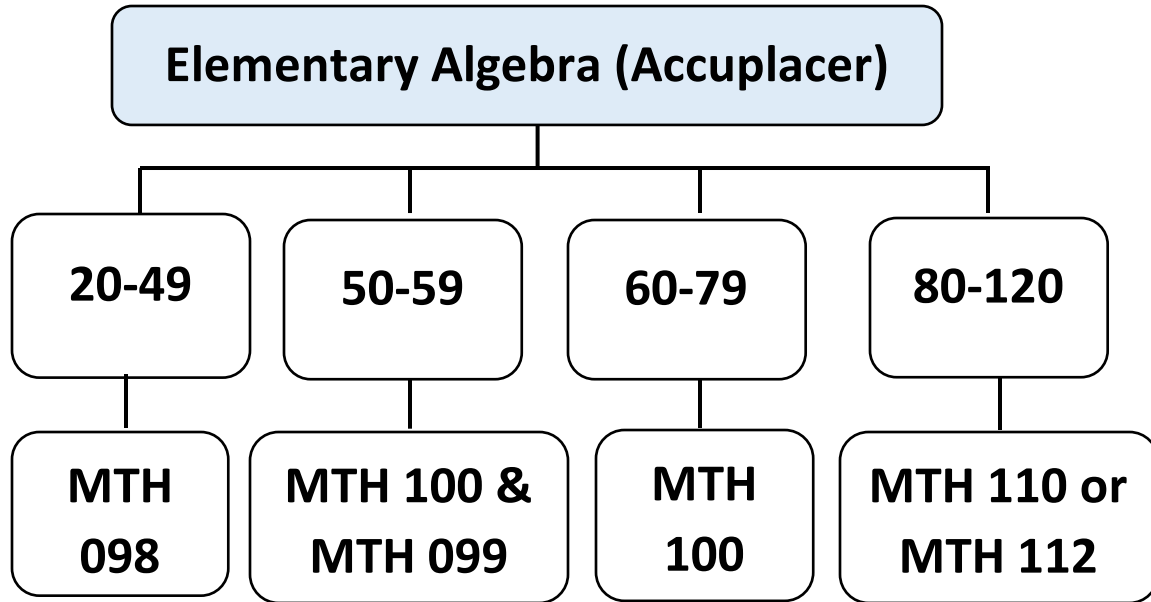 Elementary Algebra (Accuplacer)
20-49
50-59
60-79
80-120
MTH
098
MTH 100 &
MTH 099
MTH
100
MTH 110 or
MTH 112